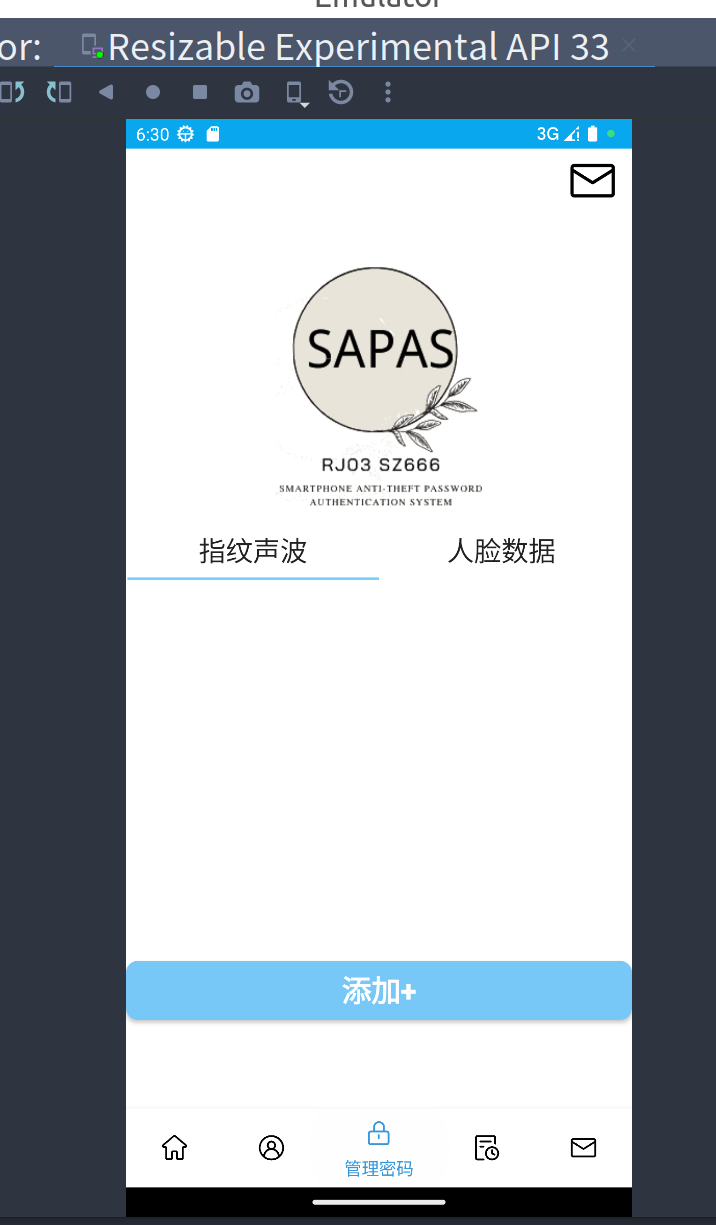 Emulator
or: Resizable Experimental API 33
6:30 3G
SAPAS
RJ03 SZ666
SMARTPHONE ANTI-THEFT PASSWORD
AUTHENTICATION SYSTEM
指纹声波 人脸数据
添加+
管理密码